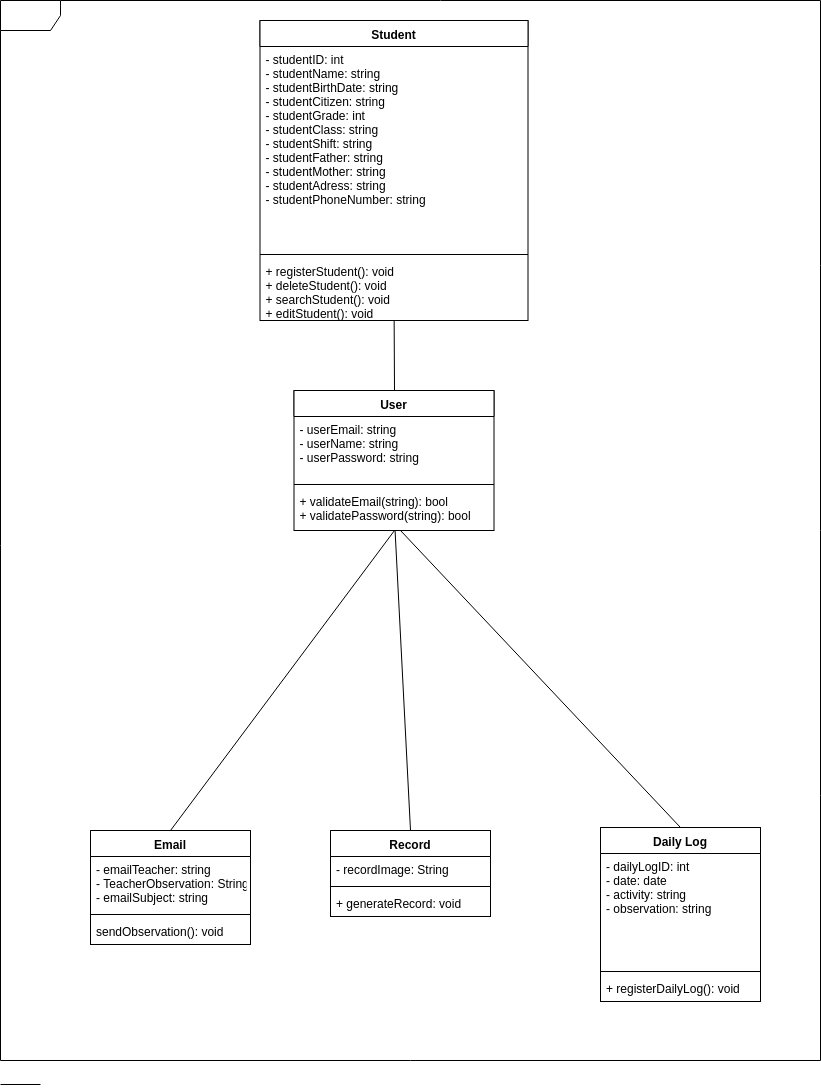 Student
- studentID: int
- studentName: string
- studentBirthDate: string
- studentCitizen: string
- studentGrade: int
- studentClass: string
- studentShift: string
- studentFather: string
- studentMother: string
- studentAdress: string
- studentPhoneNumber: string
+ registerStudent(): void
+ deleteStudent(): void
+ searchStudent(): void
+ editStudent(): void
User
- userEmail: string
- userName: string
- userPassword: string
+ validateEmail(string): bool
+ validatePassword(string): bool
Email
- emailTeacher: string
- TeacherObservation: String
- emailSubject: string
sendObservation(): void
Record
- recordImage: String
+ generateRecord: void
Daily Log
- dailyLogID: int
- date: date
- activity: string
- observation: string
+ registerDailyLog(): void